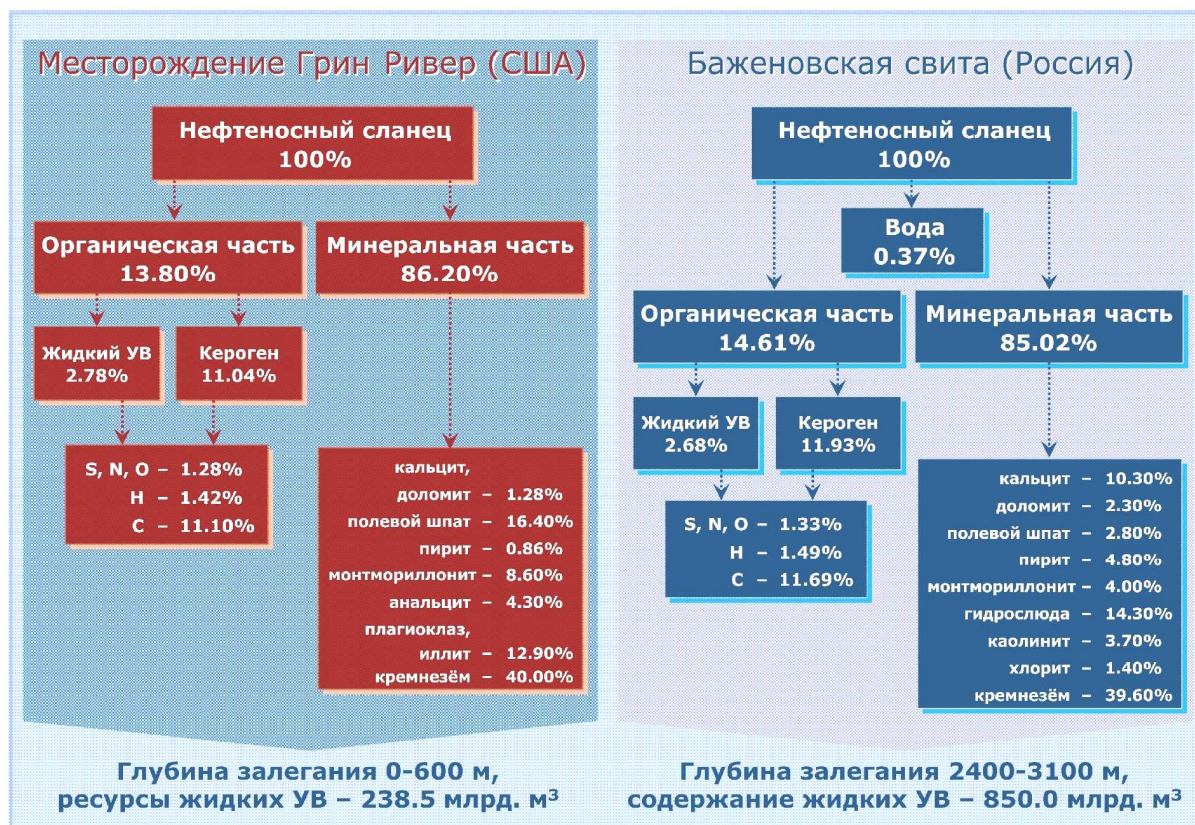 Месторождение Грин Ривер (США)
Нефтеносный сланец
100%
Органическая часть
13.80%
Минеральная часть
86.20%
Жидкий УВ
2.78%
Кероген
11.04%
S, N, O – 1.28%
H – 1.42%
C – 11.10%
кальцит,
доломит – 1.28%
полевой шпат – 16.40%
пирит – 0.86%
монтмориллонит – 8.60%
анальцит – 4.30%
плагиоклаз,
иллит – 12.90%
кремнезём – 40.00%
Глубина залегания 0-600 м,
ресурсы жидких УВ – 238.5 млрд. м³
Баженовская свита (Россия)
Нефтеносный сланец
100%
Вода
0.37%
Органическая часть
14.61%
Минеральная часть
85.02%
Жидкий УВ
2.68%
Кероген
11.93%
S, N, O – 1.33%
H – 1.49%
C – 11.69%
кальцит – 10.30%
доломит – 2.30%
полевой шпат – 2.80%
пирит – 4.80%
монтмориллонит – 4.00%
гидрослюда – 14.30%
каолинит – 3.70%
хлорит – 1.40%
кремнезём – 39.60%
Глубина залегания 2400-3100 м,
содержание жидких УВ – 850.0 млрд. м³